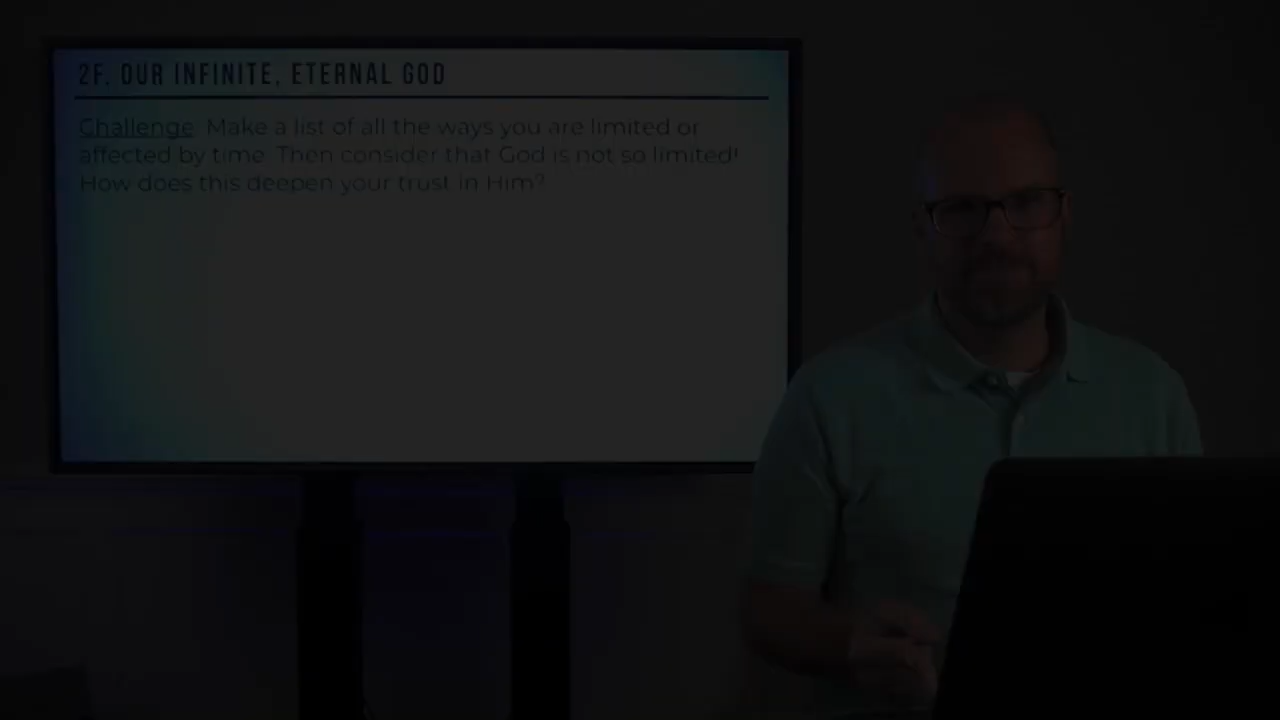 2F. OUR INFINITE, ETERNAL GOD
Challenge: Make a list of all the ways you are limited or
affected by time. Then consider that God is not so limited!
How does this deepen your trust in Him?